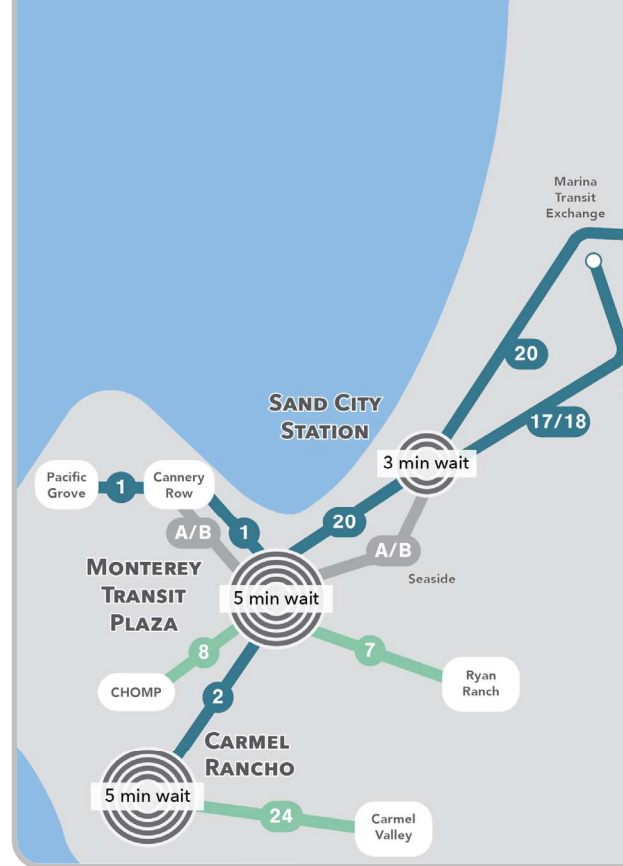 Marina
Transit
Exchange
20
SAND CITY
STATION
17/18
3 min wait
Pacific
Grove
1
Cannery
Row
20
A/B
1
A/B
MONTEREY
TRANSIT
PLAZA
Seaside
5 min wait
8
7
CHOMP
2
Ryan
Ranch
CARMEL
RANCHO
5 min wait
24
Carmel
Valley